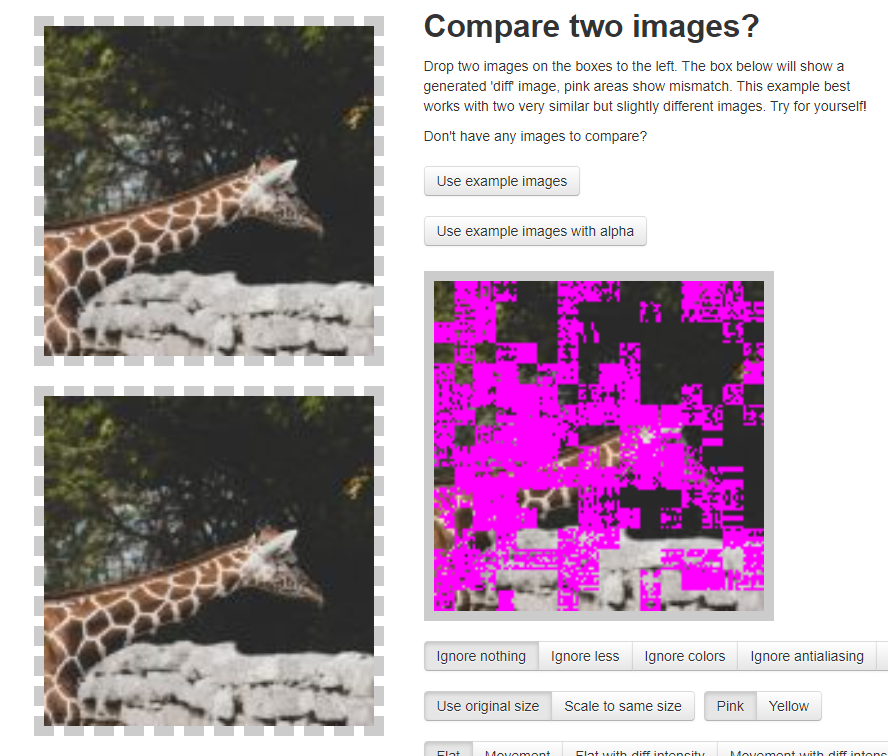 Compare two images?
Drop two images on the boxes to the left. The box below will show a
generated 'diff' image, pink areas show mismatch. This example best
works with two very similar but slightly different images. Try for yourself!
Don't have any images to compare?
Use example images
Use example images with alpha
Ignore nothing Ignore less Ignore colors Ignore antialiasing
Use original size Scale to same size Pink Yellow
Flat Movement Flat with diff intensity Movement with diff intens